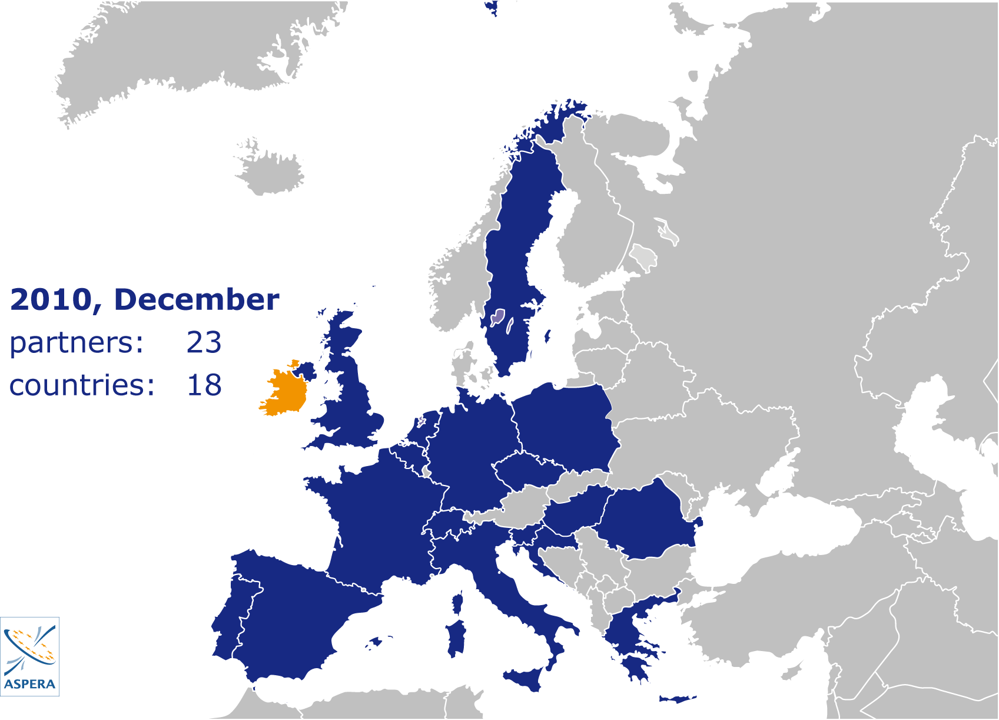 2010, December
partners: 23
countries: 18
ASPERA